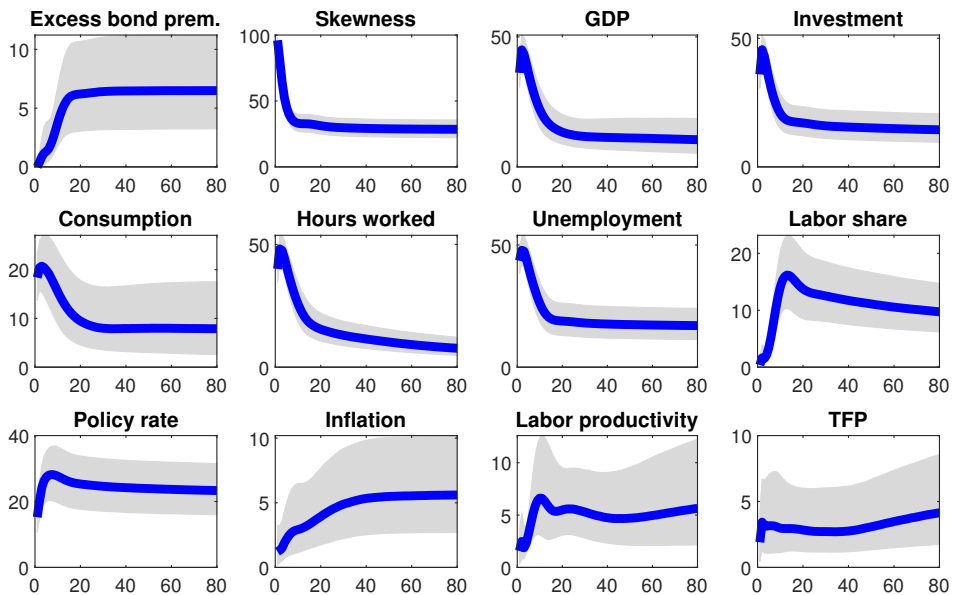 Excess bond prem. Skewness GDP Investment
10 100 50 50
5 50
0 0 0 0
0 20 40 60 80 0 20 40 60 80 0 20 40 60 80 0 20 40 60 80
Consumption Hours worked Unemployment Labor share
20 50 50 20
10 10
0 0 0 0
0 20 40 60 80 0 20 40 60 80 0 20 40 60 80 0 20 40 60 80
Policy rate Inflation Labor productivity TFP
40 10 10 10
20 5 5 5
0 0 0 0
0 20 40 60 80 0 20 40 60 80 0 20 40 60 80 0 20 40 60 80